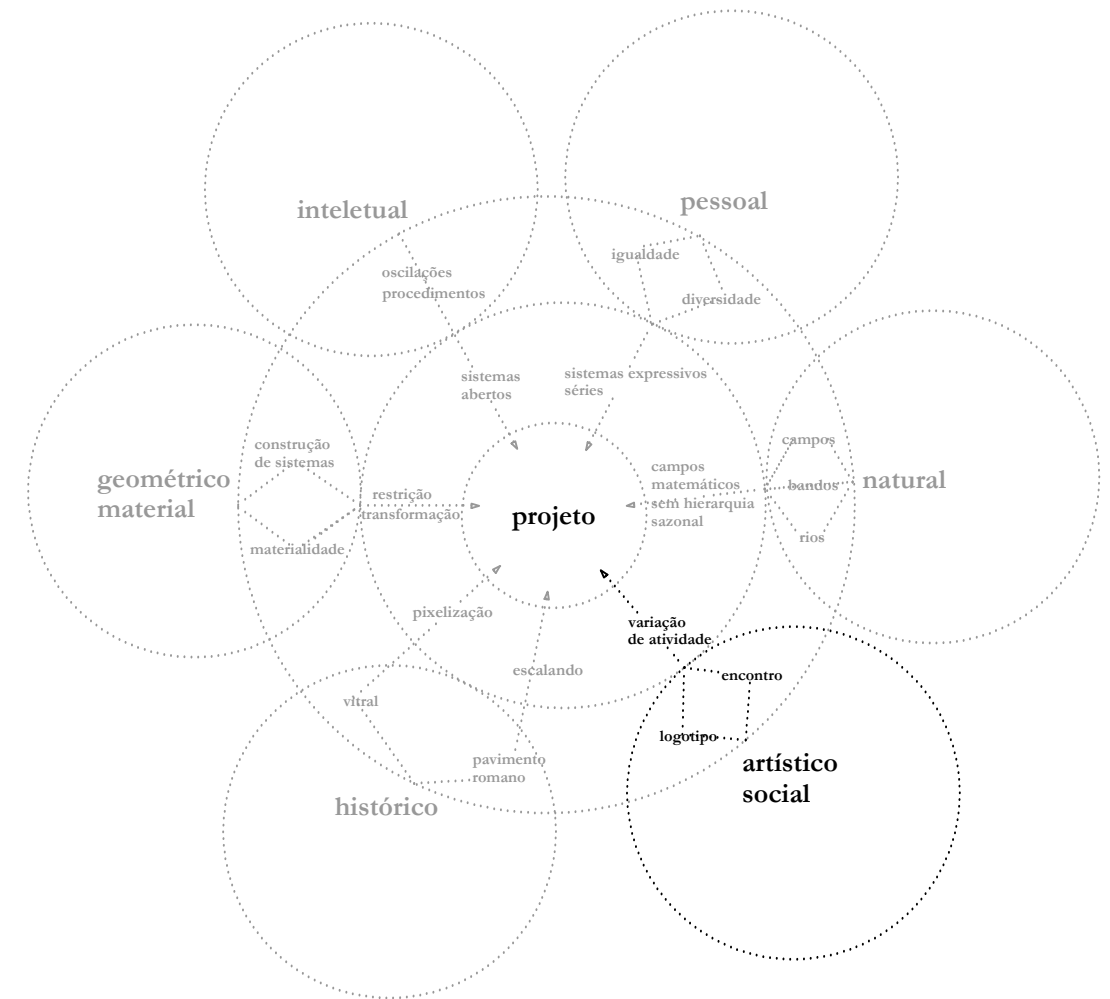 inteletual
pessoal
igualdade
oscilações
procedimentos
diversidade
sistemas
abertos
sistemas expressivos
séries
construção
de sistemas
campos
geométrico
material
restrição
transformação
materialidade
projeto
campos
matemáticos
sem hierarquia
sazonal
bandos
natural
rios
pixelização
variação
de atividade
escalando
encontro
vitral
logotipo
pavimento
romano
artístico
social
histórico